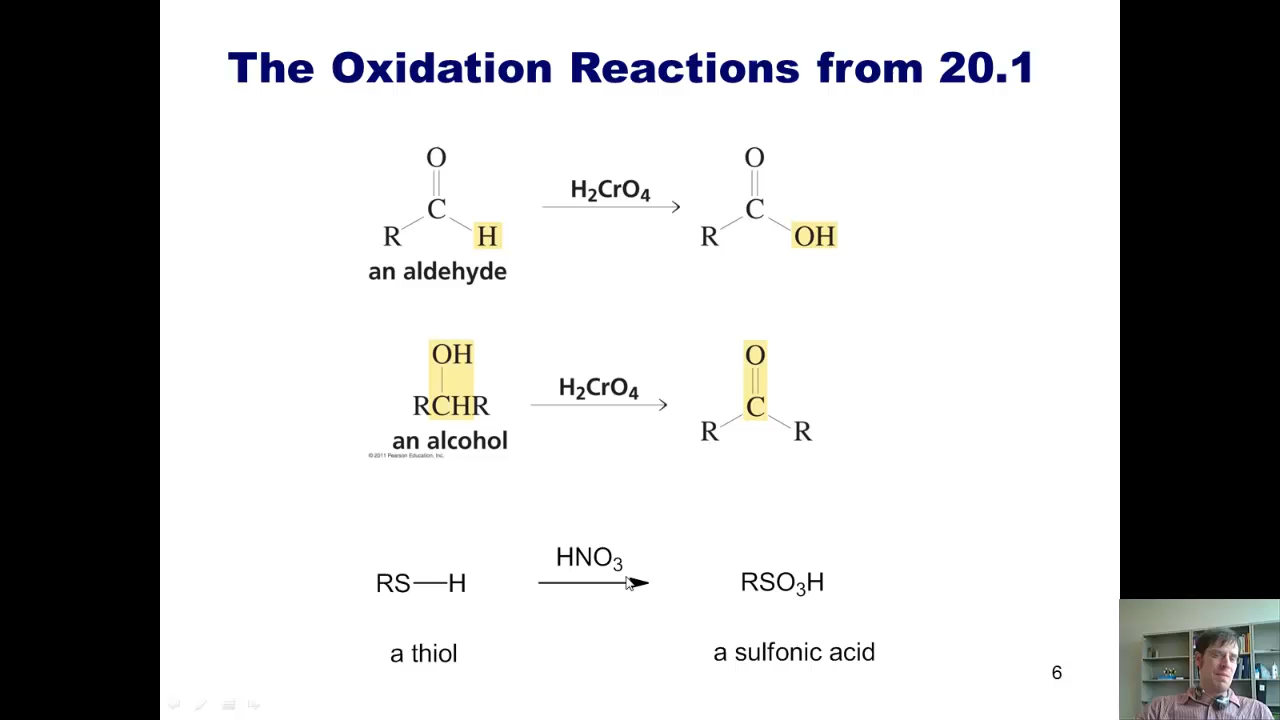 The Oxidation Reactions from 20.1
O
C
R
H
an aldehyde
H₂CrO₄
O
C
R
OH
OH
RCHR
an alcohol
© 2011 Pearson Education, Inc.
H₂CrO₄
O
C
R
R
RS—H
a thiol
HNO₃
RSO₃H
a sulfonic acid
6